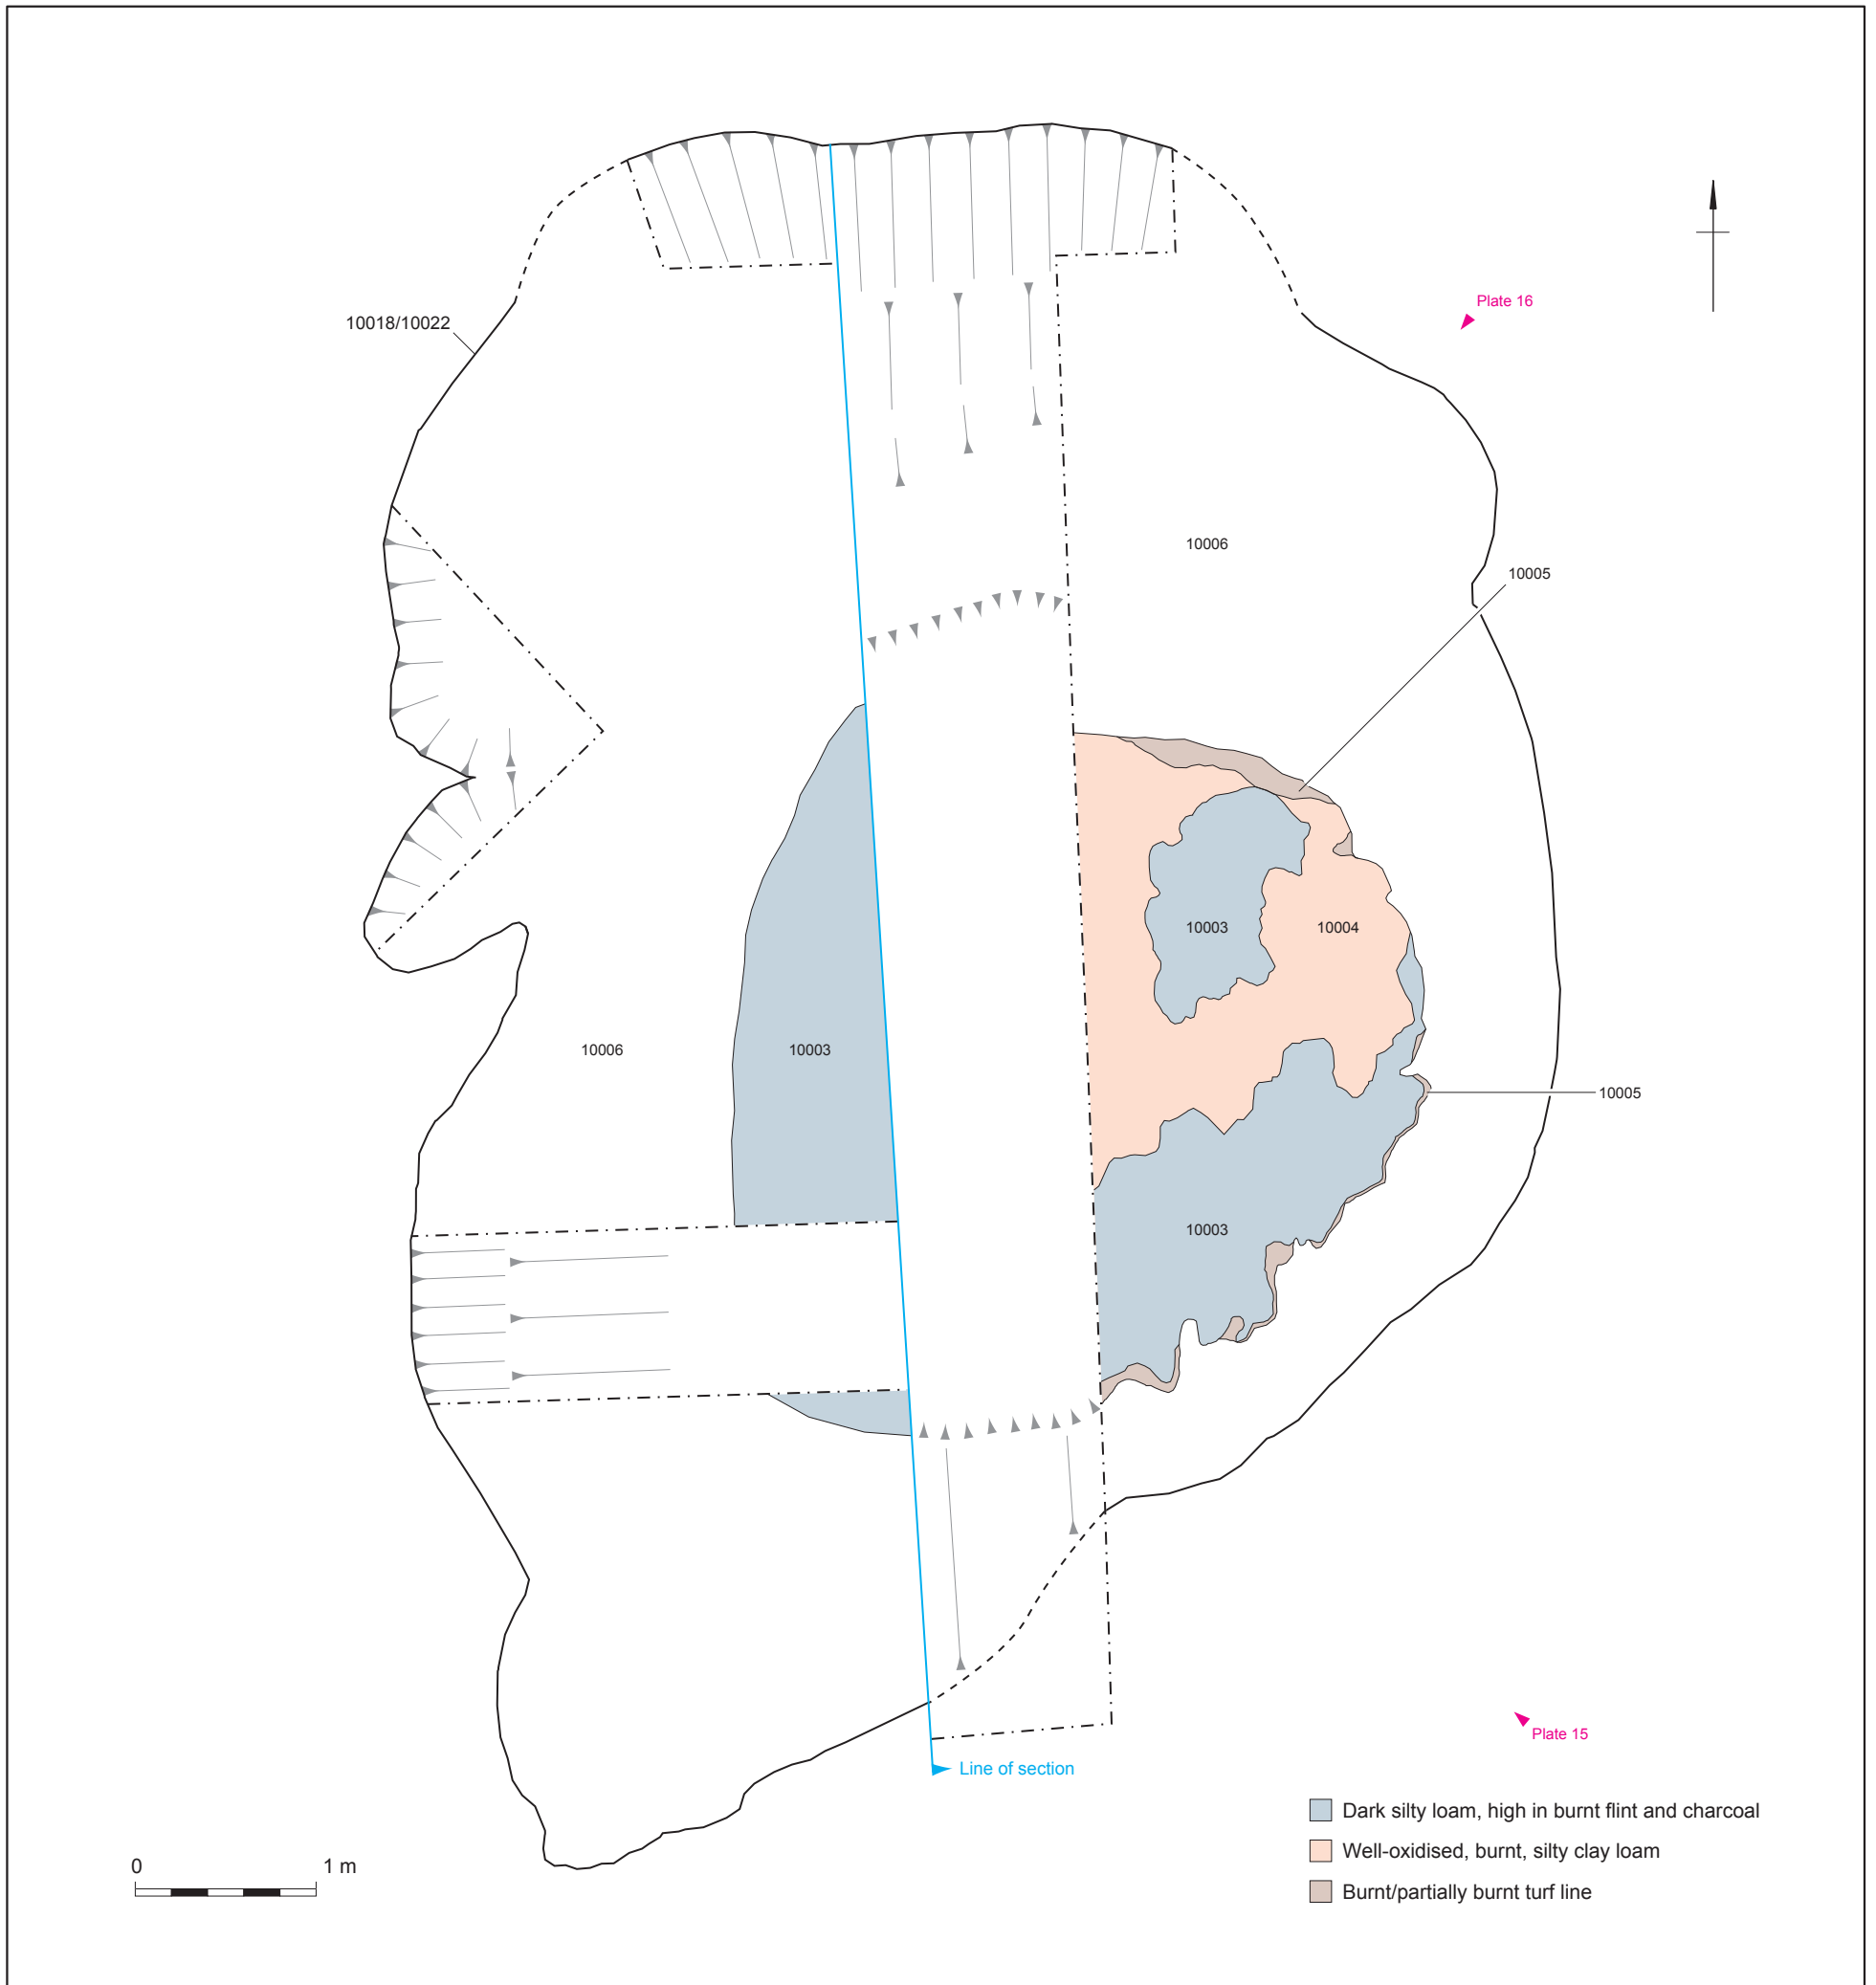 Plate 16
10018/10022
10006
10005
10003
10004
10006
10003
10005
10003
Plate 15
Line of section
Dark silty loam, high in burnt flint and charcoal
Well-oxidised, burnt, silty clay loam
Burnt/partially burnt turf line
0 1 m